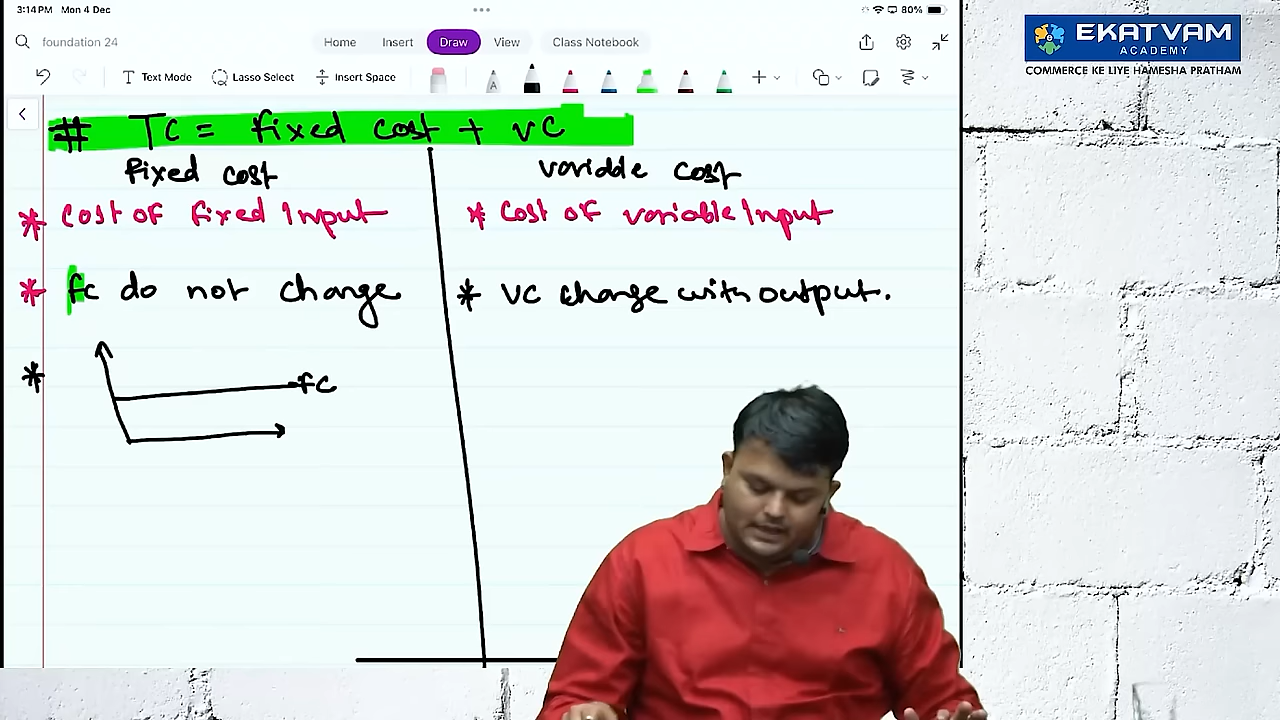 3:14PM Mon 4 Dec
80%
foundation 24
Home Insert Draw View Class Notebook
Text Mode Lasso Select Insert Space
# TC = fixed cost + VC
fixed cost
variable cost
* Cost of fixed Input
* Cost of variable Input
* fc do not change
* VC change with output.
*
fc
EKATVAM
ACADEMY
COMMERCE KE LIYE HAMESHA PRATHAM